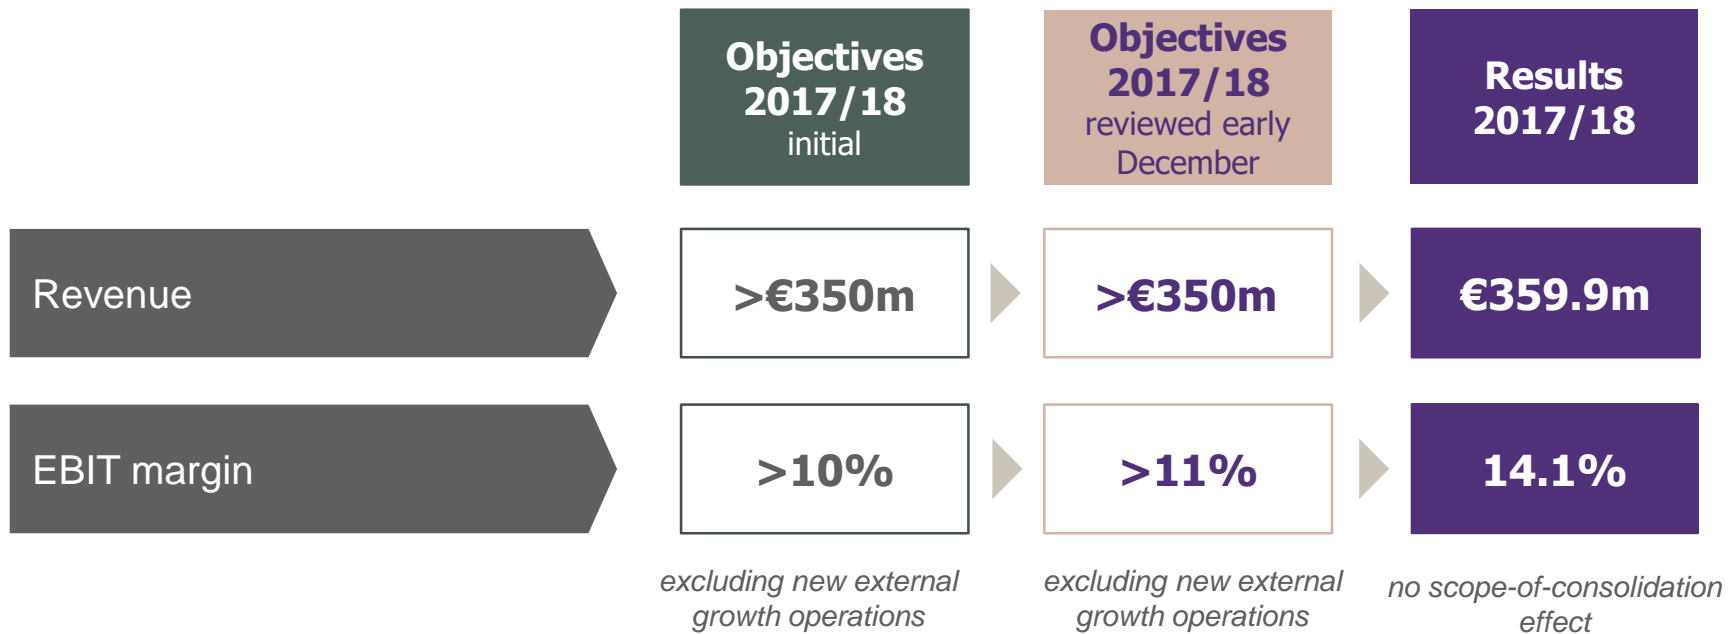 Objectives
2017/18
initial
Objectives
2017/18
reviewed early
December
Results
2017/18
Revenue
>€350m
>€350m
€359.9m
EBIT margin
>10%
>11%
14.1%
excluding new external
growth operations
excluding new external
growth operations
no scope-of-consolidation
effect